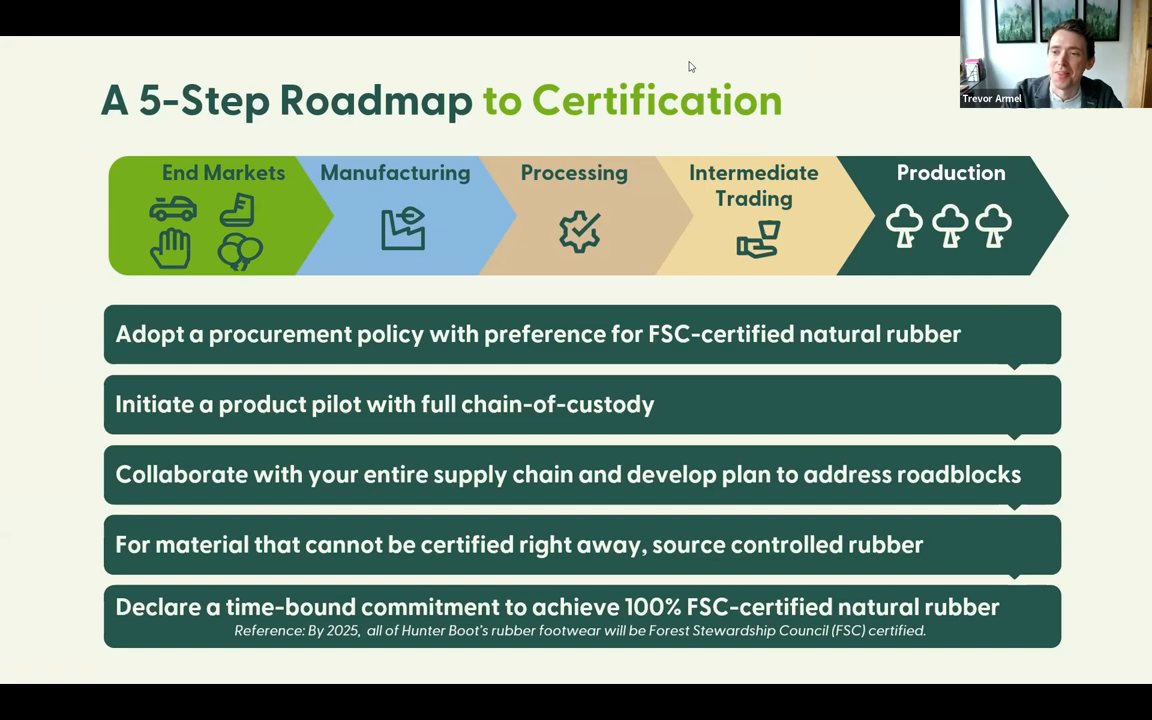 Trevor Armel
A 5-Step Roadmap to Certification
End Markets
Manufacturing
Processing
Intermediate
Trading
Production
Adopt a procurement policy with preference for FSC-certified natural rubber
Initiate a product pilot with full chain-of-custody
Collaborate with your entire supply chain and develop plan to address roadblocks
For material that cannot be certified right away, source controlled rubber
Declare a time-bound commitment to achieve 100% FSC-certified natural rubber
Reference: By 2025, all of Hunter Boot's rubber footwear will be Forest Stewardship Council (FSC) certified.